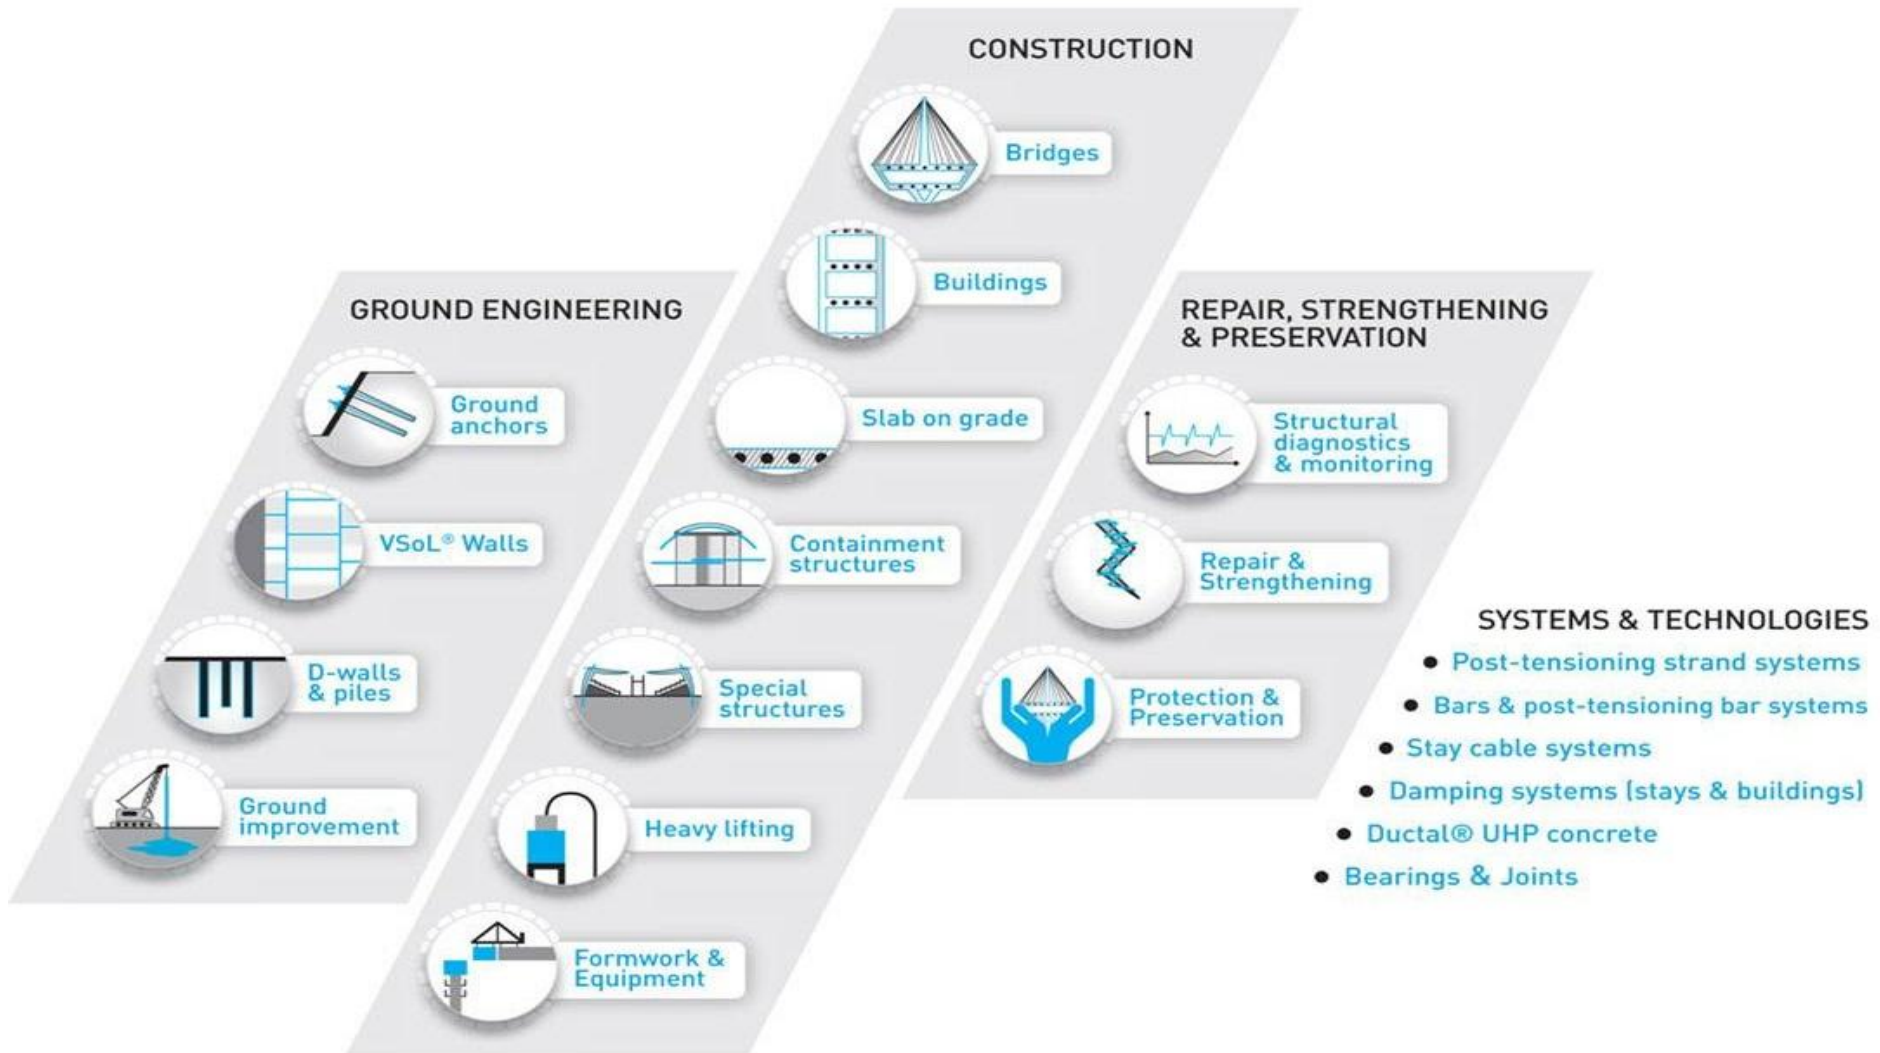 CONSTRUCTION
Bridges
Buildings
Slab on grade
Containment
structures
Special
structures
Heavy lifting
Formwork &
Equipment
GROUND ENGINEERING
Ground
anchors
VSoL® Walls
D-walls
& piles
Ground
improvement
REPAIR, STRENGTHENING
& PRESERVATION
Structural
diagnostics
& monitoring
Repair &
Strengthening
Protection &
Preservation
SYSTEMS & TECHNOLOGIES
• Post-tensioning strand systems
• Bars & post-tensioning bar systems
• Stay cable systems
• Damping systems (stays & buildings)
• Ductal® UHP concrete
• Bearings & Joints